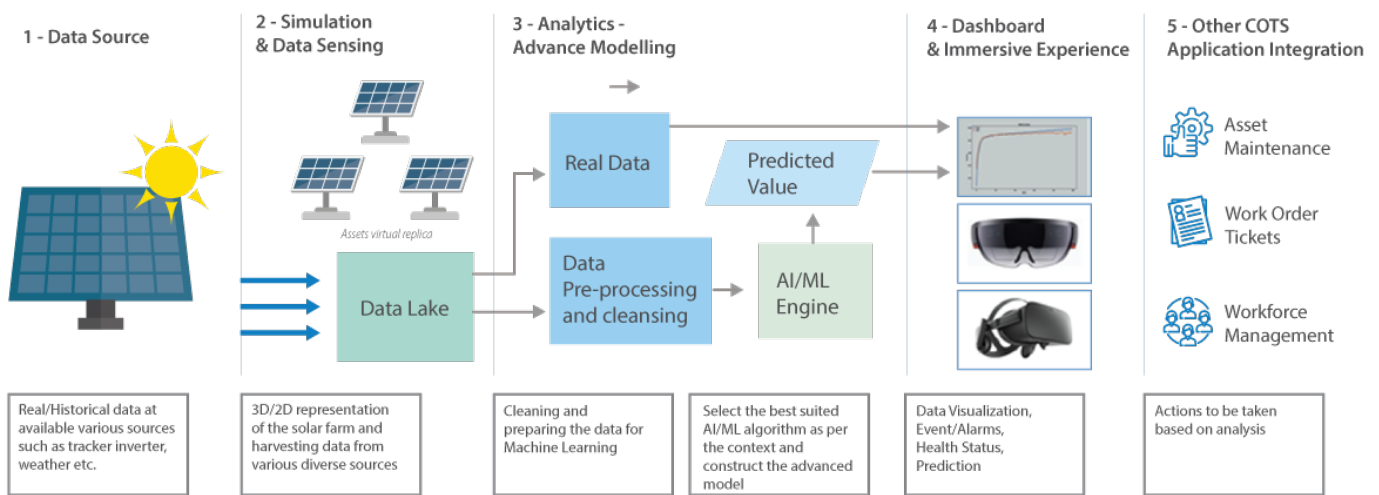 1 - Data Source
2 - Simulation
& Data Sensing
3 - Analytics -
Advance Modelling
4 - Dashboard
& Immersive Experience
5 - Other COTS
Application Integration
Assets virtual replica
Data Lake
Real Data
Data
Pre-processing
and cleansing
AI/ML
Engine
Predicted
Value
Asset
Maintenance
Work Order
Tickets
Workforce
Management
Real/Historical data at
available various sources
such as tracker inverter,
weather etc.
3D/2D representation
of the solar farm and
harvesting data from
various diverse sources
Cleaning and
preparing the data for
Machine Learning
Select the best suited
AI/ML algorithm as per
the context and
construct the advanced
model
Data Visualization,
Event/Alarms,
Health Status,
Prediction
Actions to be taken
based on analysis